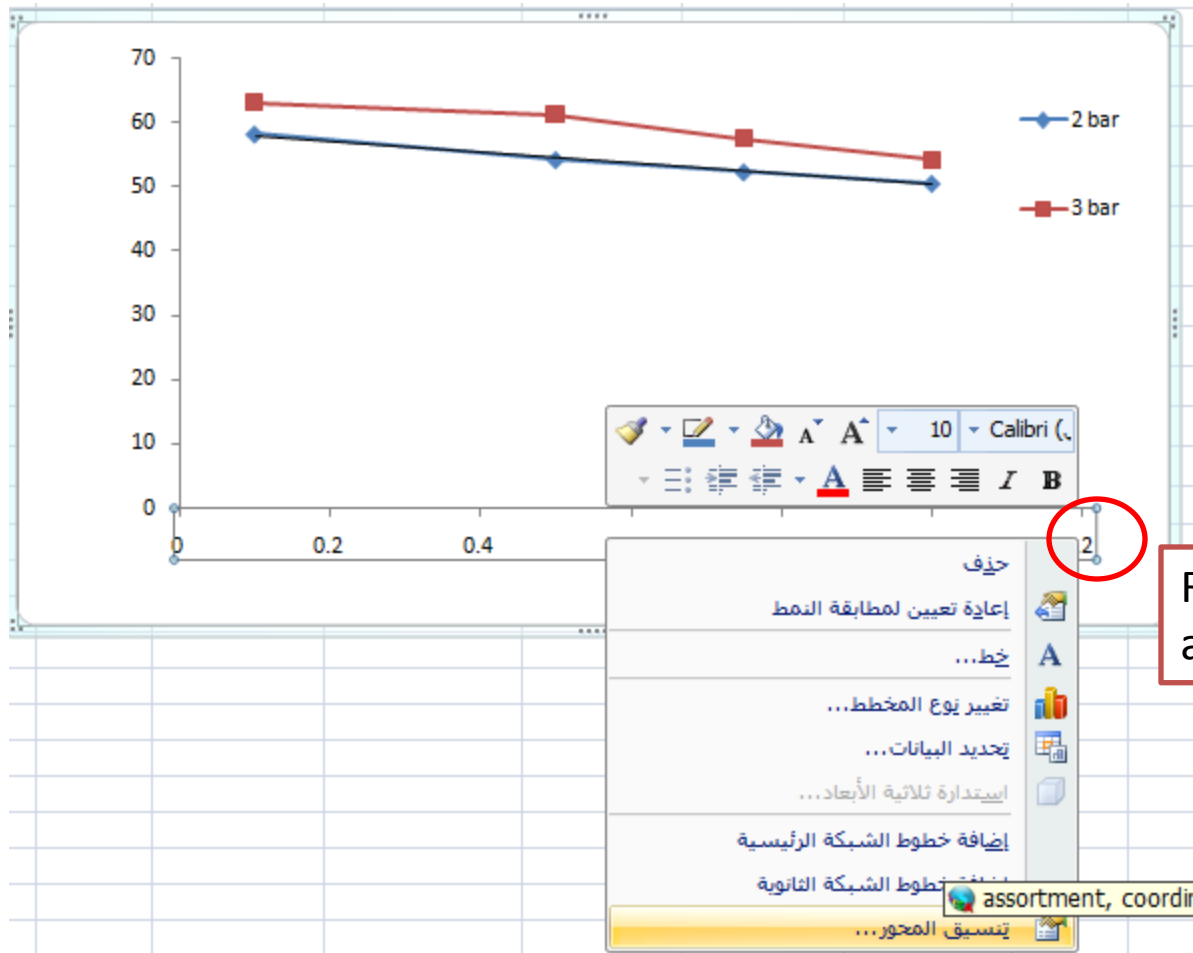 70
60
50
40
30
20
10
0
2 bar
3 bar
10 Calibri (
A A
A I B
0 0.2 0.4 2
حذف
إعادة تعيين لمطابقة النمط
A خط...
تغيير نوع المخطط...
تحديد البيانات...
استدارة ثلاثية الأبعاد...
إضافة خطوط الشبكة الرئيسية
خطوط الشبكة الثانوية
assortment,
تنسيق المحور...